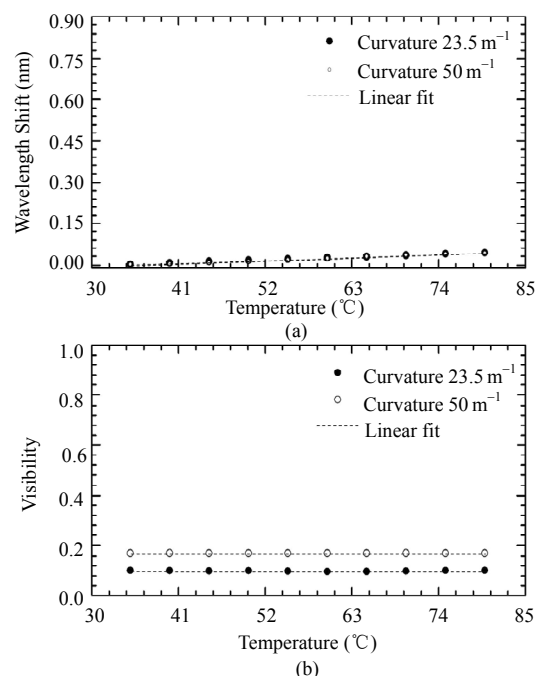 0.90
0.75
0.60
0.45
0.30
0.15
0.00
Wavelength Shift (nm)
Curvature 23.5 m⁻¹
Curvature 50 m⁻¹
Linear fit
30 41 52 63 74 85
Temperature (℃)
(a)
1.0
0.8
0.6
0.4
0.2
0.0
Visibility
Curvature 23.5 m⁻¹
Curvature 50 m⁻¹
Linear fit
30 41 52 63 74 85
Temperature (℃)
(b)